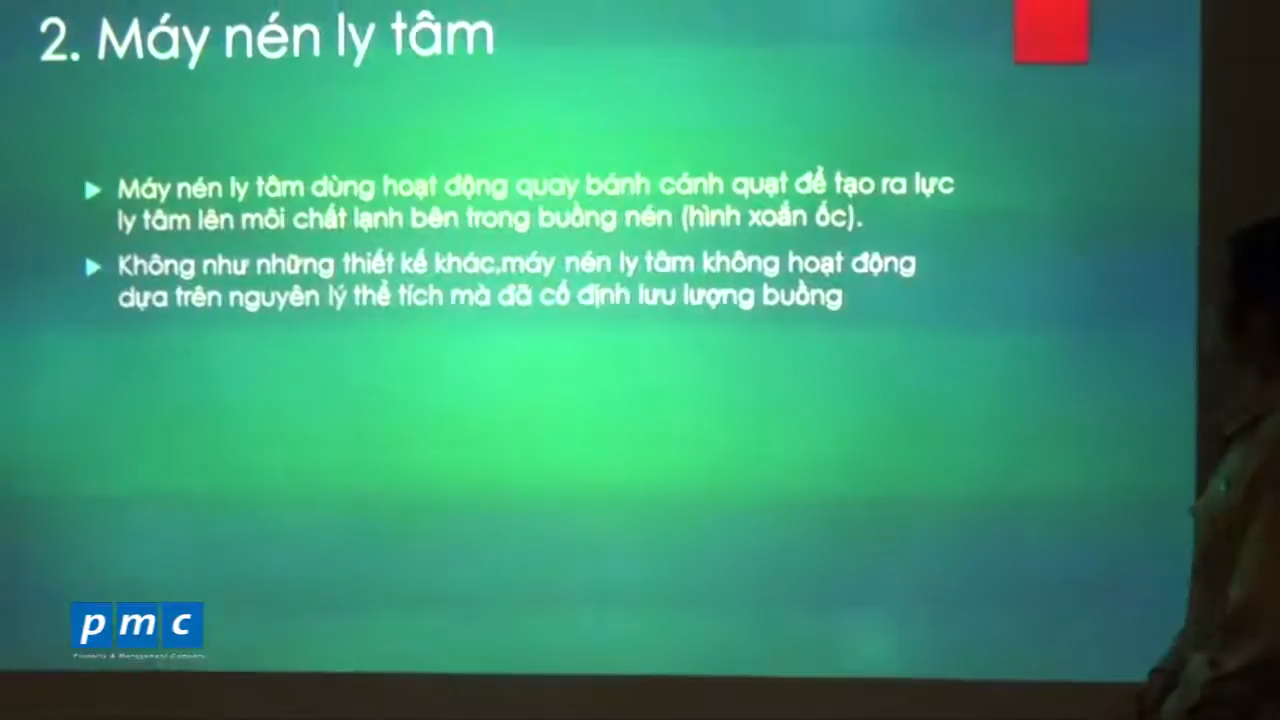 2. Máy nén ly tâm
Máy nén ly tâm dùng hoạt động quay bánh cánh quạt để tạo ra lực
ly tâm lên môi chất lạnh bên trong buồng nén (hình xoắn ốc).
Không như những thiết kế khác,máy nén ly tâm không hoạt động
dựa trên nguyên lý thể tích mà đã cố định lưu lượng buồng
pmc
Property & Management Company